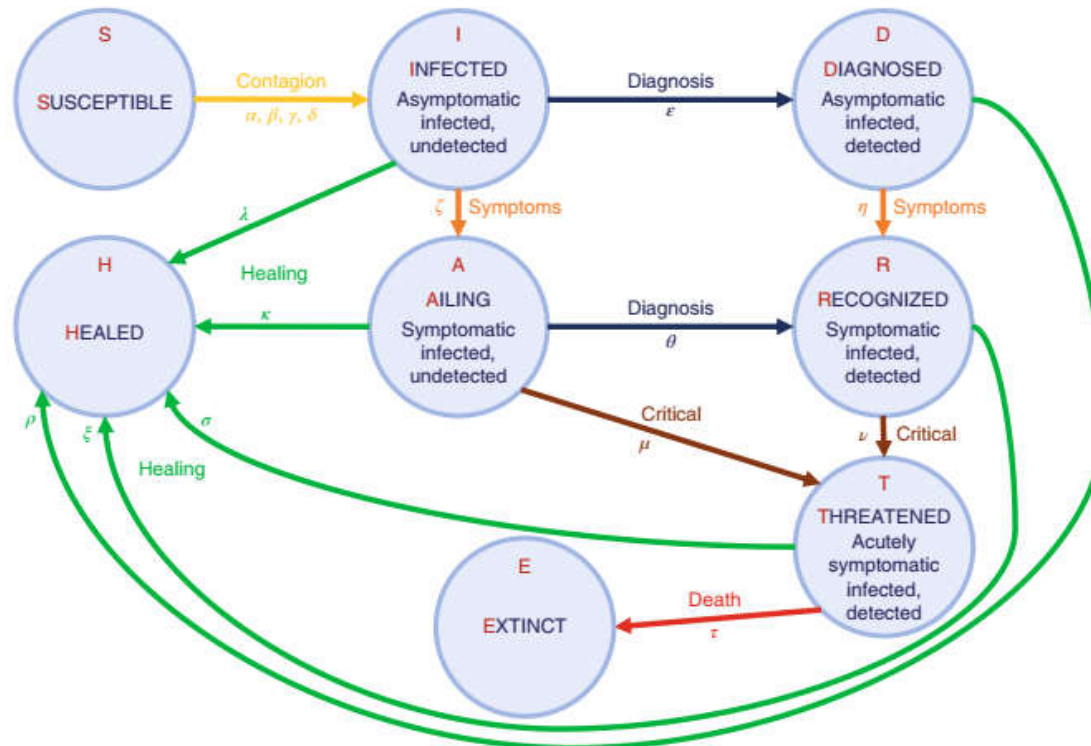 S
SUSCEPTIBLE
Contagion
α, β, γ, δ
I
INFECTED
Asymptomatic
infected,
undetected
Diagnosis
ε
D
DIAGNOSED
Asymptomatic
infected,
detected
λ
ζ Symptoms
η Symptoms
H
HEALED
Healing
κ
A
AILING
Symptomatic
infected,
undetected
Diagnosis
θ
R
RECOGNIZED
Symptomatic
infected,
detected
ρ
ξ
σ
Healing
Critical
μ
ν Critical
T
THREATENED
Acutely
symptomatic
infected,
detected
E
EXTINCT
Death
τ